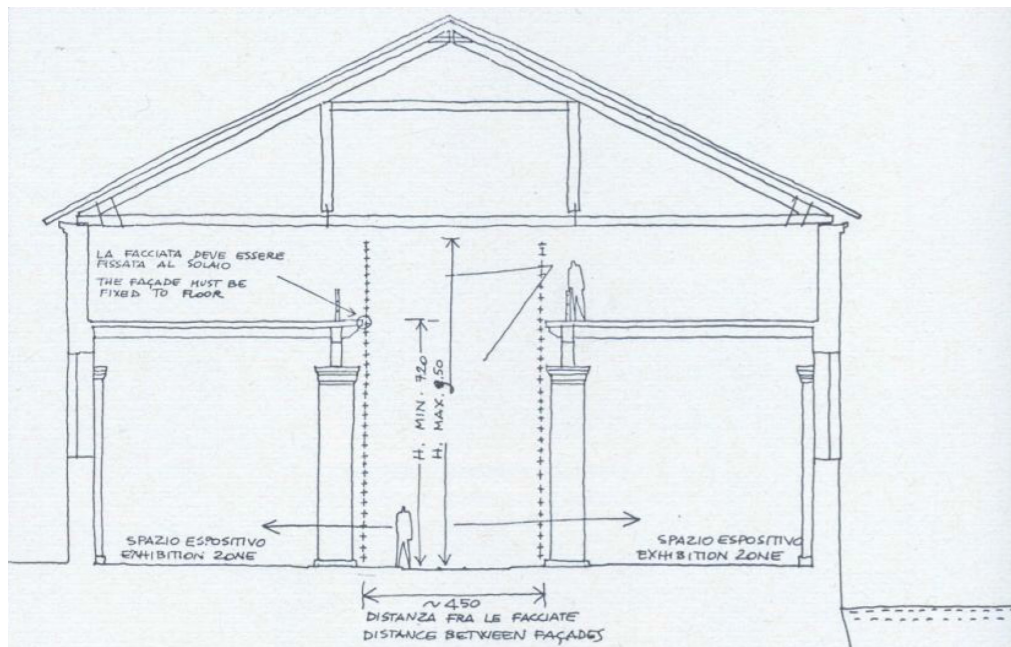 LA FACCIATA DEVE ESSERE
FISSATA AL SOLAIO
THE FAÇADE MUST BE
FIXED TO FLOOR
H. MIN. 720
H. MAX. 950
SPAZIO ESPOSITIVO
EXHIBITION ZONE
SPAZIO ESPOSITIVO
EXHIBITION ZONE
~450
DISTANZA FRA LE FACCIATE
DISTANCE BETWEEN FAÇADES